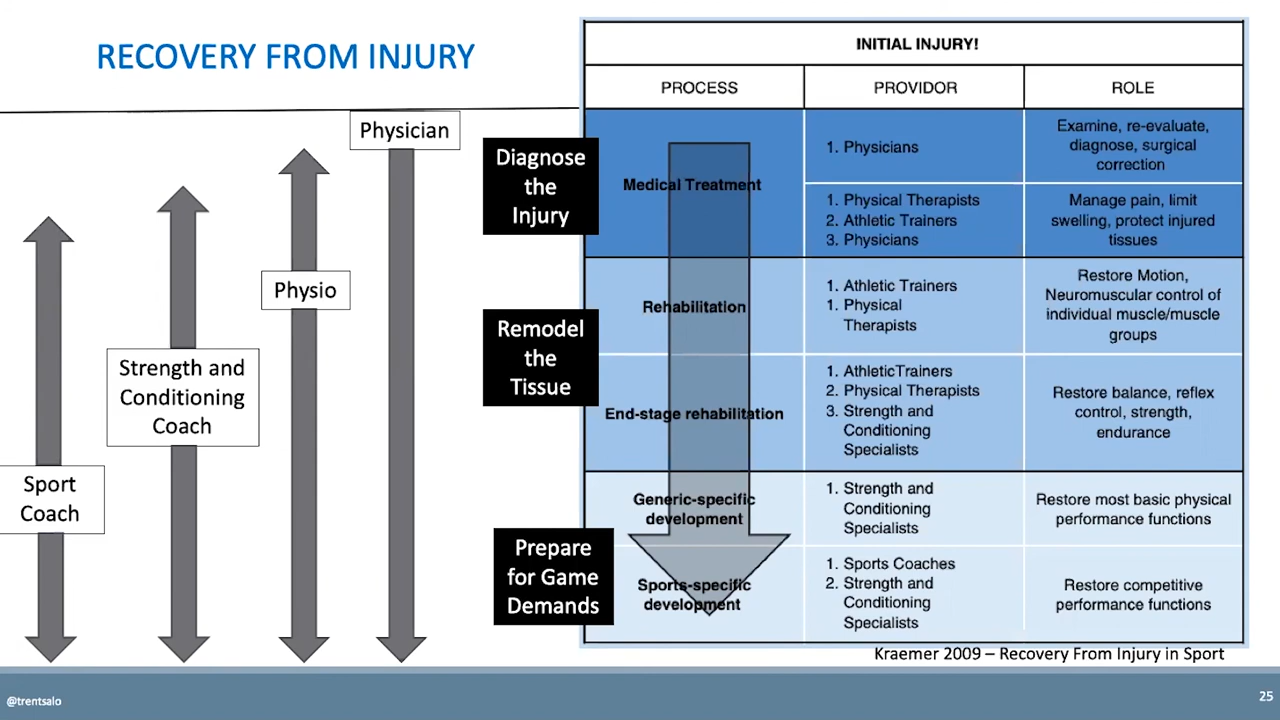 RECOVERY FROM INJURY
Physician
Physio
Strength and
Conditioning
Coach
Sport
Coach
Diagnose
the
Injury
Remodel
the
Tissue
Prepare
for Game
Demands
INITIAL INJURY!
PROCESS
PROVIDOR
ROLE
Medical Treatment
1. Physicians
Examine, re-evaluate,
diagnose, surgical
correction
1. Physical Therapists
2. Athletic Trainers
3. Physicians
Manage pain, limit
swelling, protect injured
tissues
Rehabilitation
1. Athletic Trainers
1. Physical
Therapists
Restore Motion,
Neuromuscular control of
individual muscle/muscle
groups
End-stage rehabilitation
1. AthleticTrainers
2. Physical Therapists
3. Strength and
Conditioning
Specialists
Restore balance, reflex
control, strength,
endurance
Generic-specific
development
1. Strength and
Conditioning
Specialists
Restore most basic physical
performance functions
Sports-specific
development
1. Sports Coaches
2. Strength and
Conditioning
Specialists
Restore competitive
performance functions
Kraemer 2009 – Recovery From Injury in Sport
@trentsalo
25